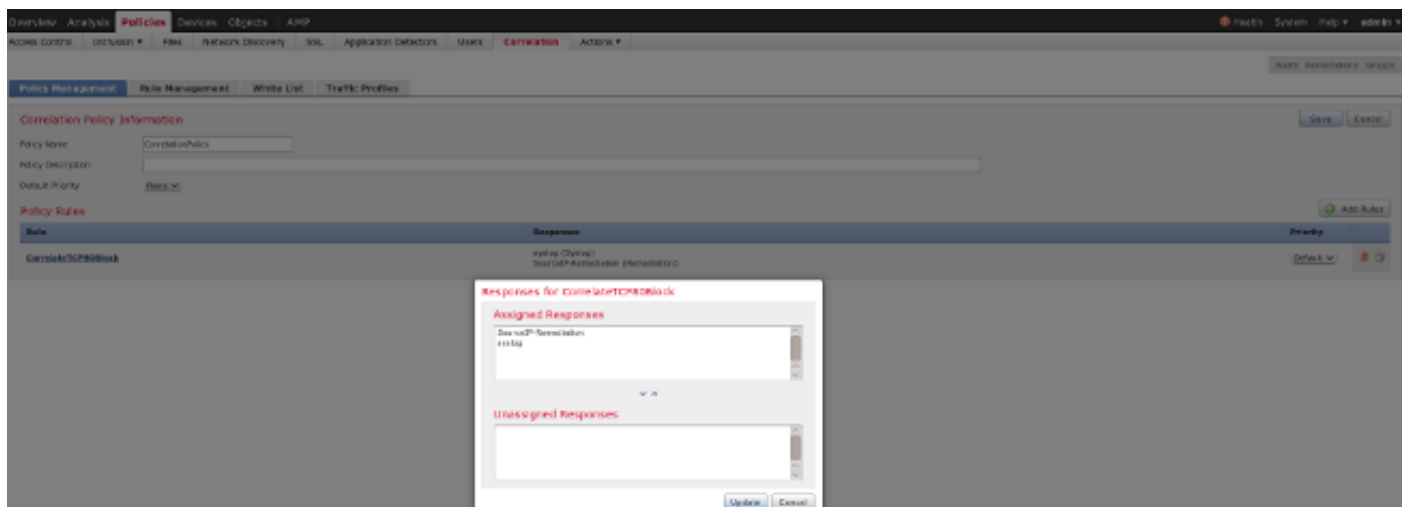 Overview Analysis Policies Devices Objects AMP
Health System Help ▾ admin ▾
Access Control Intrusion ▾ Files Network Discovery SSL Application Detectors Users Correlation Actions ▾
Alerts Remediations Groups
Policy Management Rule Management White List Traffic Profiles
Correlation Policy Information
Save Cancel
Policy Name CorrelationPolicy
Policy Description
Default Priority None
Policy Rules
Add Rules
Rule Responses Priority
CorrelateTCP80Block
syslog (Syslog)
SourceIP-Remediation (Remediation)
Default
Responses for CorrelateTCP80Block
Assigned Responses
SourceIP-Remediation
syslog
Unassigned Responses
Update Cancel